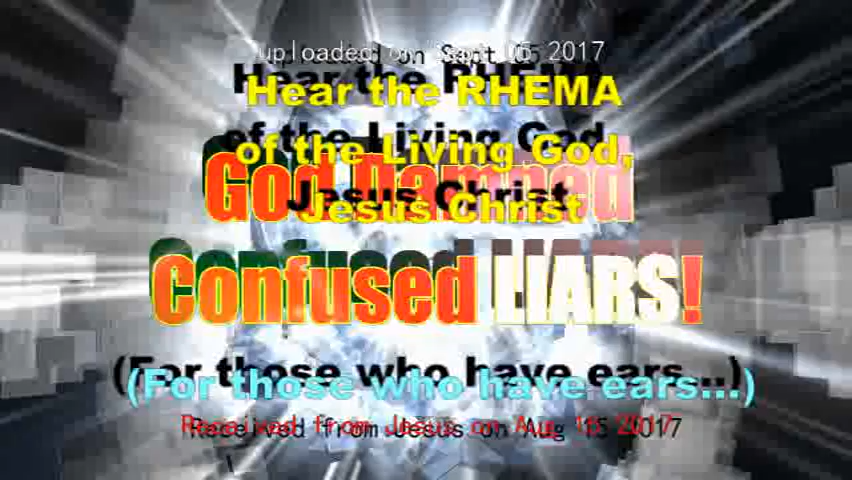 uploaded on Sept 05 2017
Hear the RHEMA
of the Living God,
God Damned
Jesus Christ
Confused LIARS!
(For those who have ears...)
Received from Jesus on Aug 15 2017